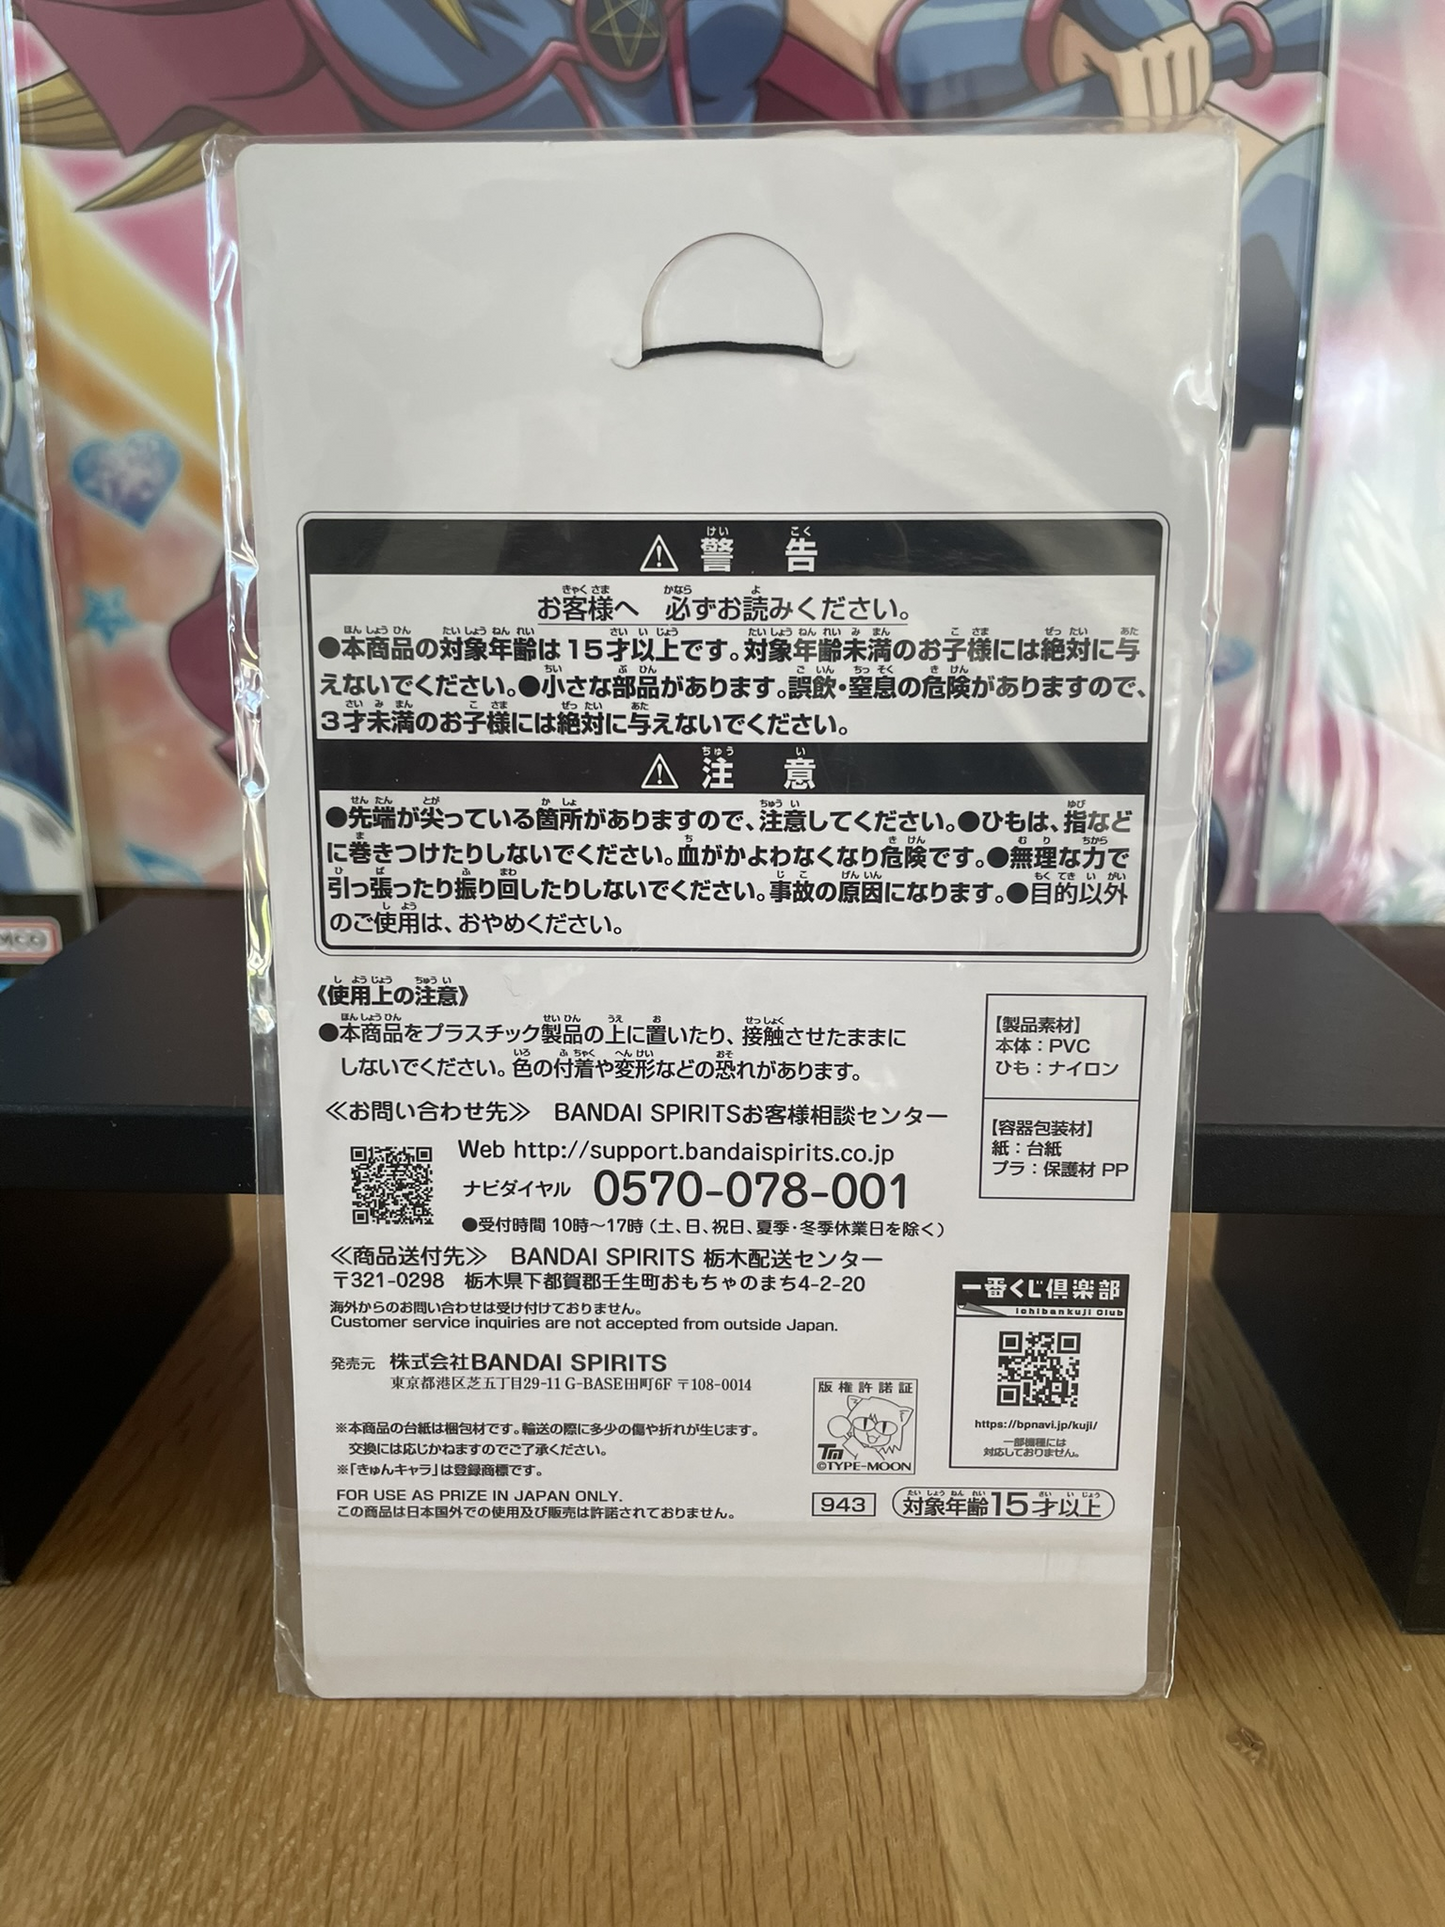 警告
お客様へ 必ずお読みください。
●本商品の対象年齢は15才以上です。対象年齢未満のお子様には絶対に与
えないでください。●小さな部品があります。誤飲・窒息の危険がありますので、
3才未満のお子様には絶対に与えないでください。
注意
●先端が尖っている箇所がありますので、注意してください。●ひもは、指など
に巻きつけたりしないでください。血がかよわなくなり危険です。●無理な力で
引っ張ったり振り回したりしないでください。事故の原因になります。●目的以外
のご使用は、おやめください。
《使用上の注意》
●本商品をプラスチック製品の上に置いたり、接触させたままに
しないでください。色の付着や変形などの恐れがあります。
【製品素材】
本体：PVC
ひも：ナイロン
【容器包装材】
紙：台紙
プラ：保護材 PP
≪お問い合わせ先≫ BANDAI SPIRITSお客様相談センター
Web http://support.bandaispirits.co.jp
ナビダイヤル 0570-078-001
●受付時間 10時〜17時（土、日、祝日、夏季・冬季休業日を除く）
≪商品送付先≫ BANDAI SPIRITS 栃木配送センター
〒321-0298 栃木県下都賀郡壬生町おもちゃのまち4-2-20
海外からのお問い合わせは受け付けておりません。
Customer service inquiries are not accepted from outside Japan.
発売元 株式会社BANDAI SPIRITS
東京都港区芝五丁目29-11 G-BASE田町6F 〒108-0014
※本商品の台紙は梱包材です。輸送の際に多少の傷や折れが生じます。
交換には応じかねますのでご了承ください。
※「きゅんキャラ」は登録商標です。
FOR USE AS PRIZE IN JAPAN ONLY.
この商品は日本国外での使用及び販売は許諾されておりません。
版権許諾証
TM
©TYPE-MOON
一番くじ倶楽部
ichibankuji Club
https://bpnavi.jp/kuji/
一部機種には
対応しておりません。
943
対象年齢15才以上